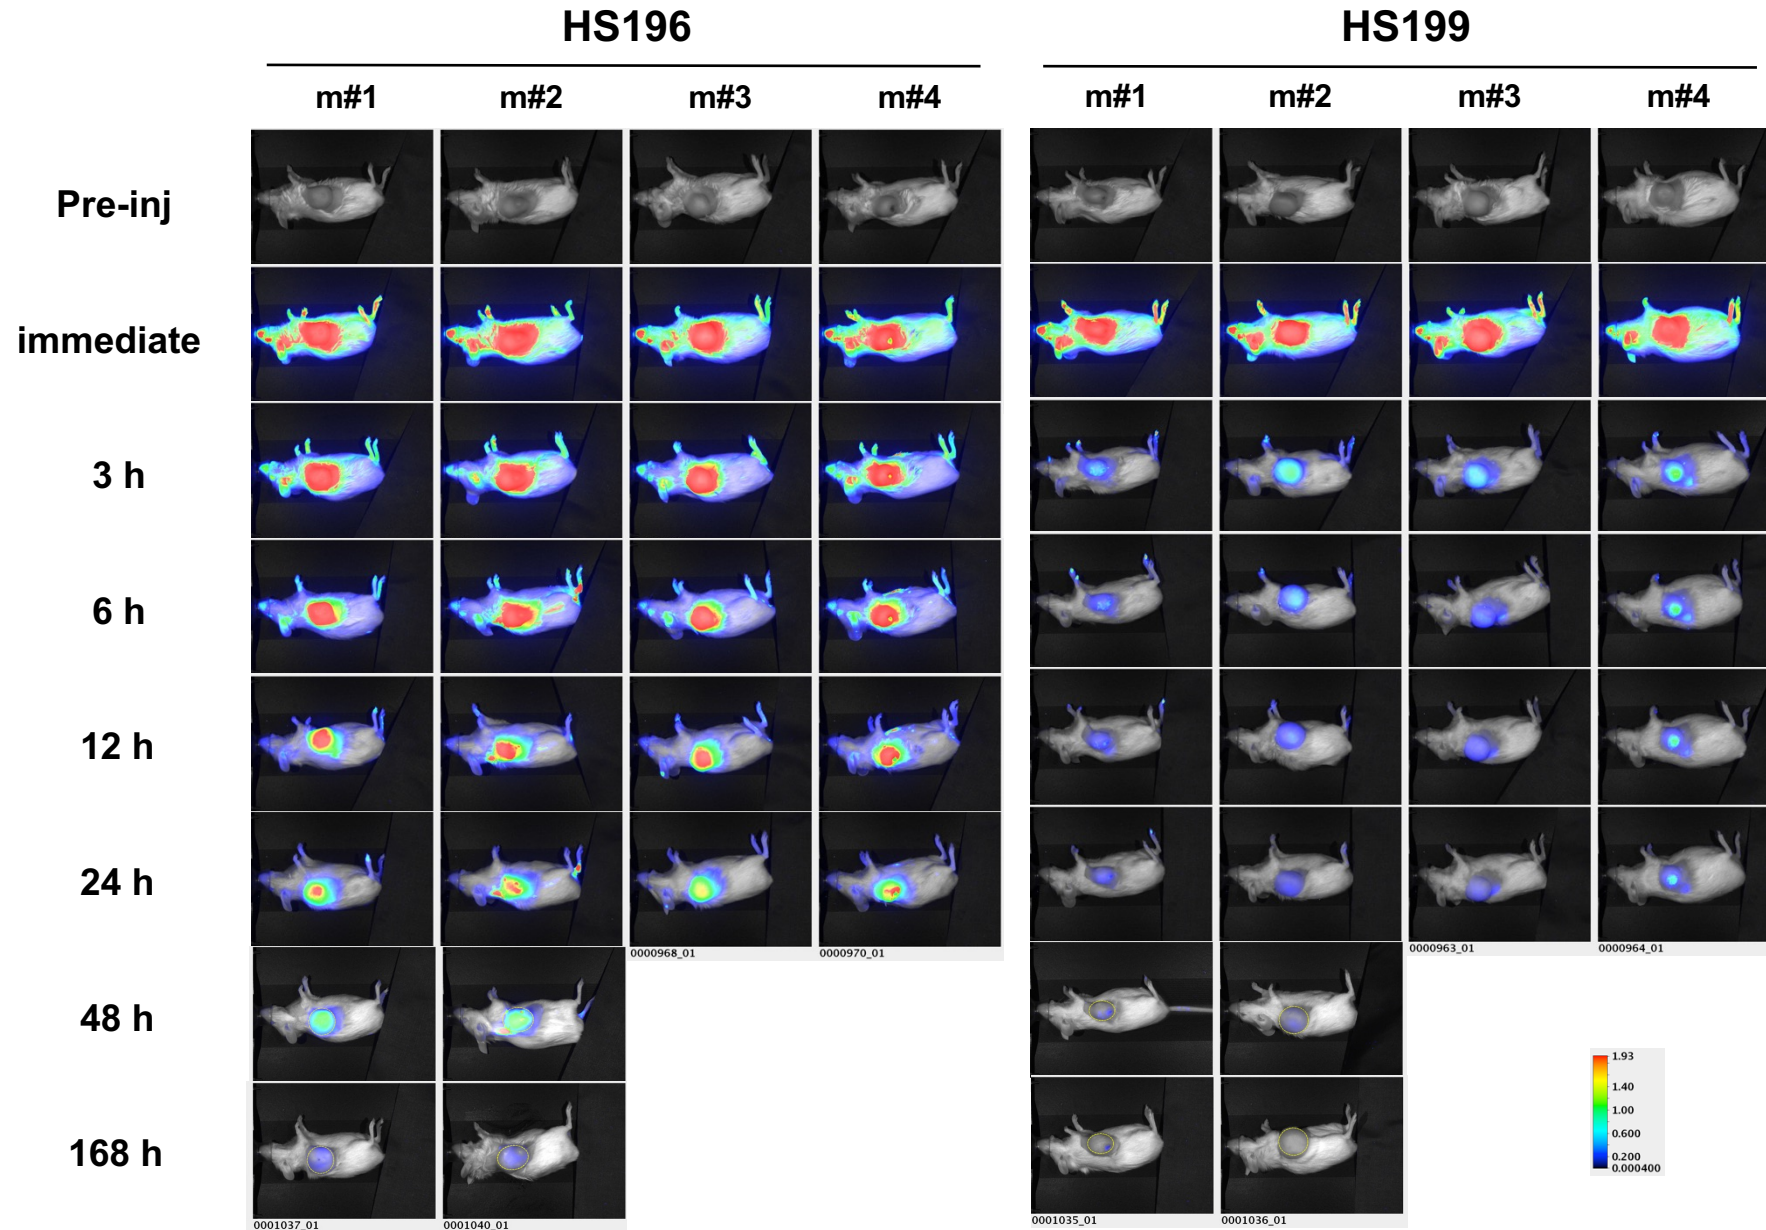 HS196 HS199
m#1 m#2 m#3 m#4 m#1 m#2 m#3 m#4
Pre-inj
immediate
3 h
6 h
12 h
24 h
0000968_01 0000970_01 0000963_01 0000964_01
48 h
1.93
1.40
1.00
0.600
0.200
0.000400
168 h
0001037_01 0001040_01 0001035_01 0001036_01